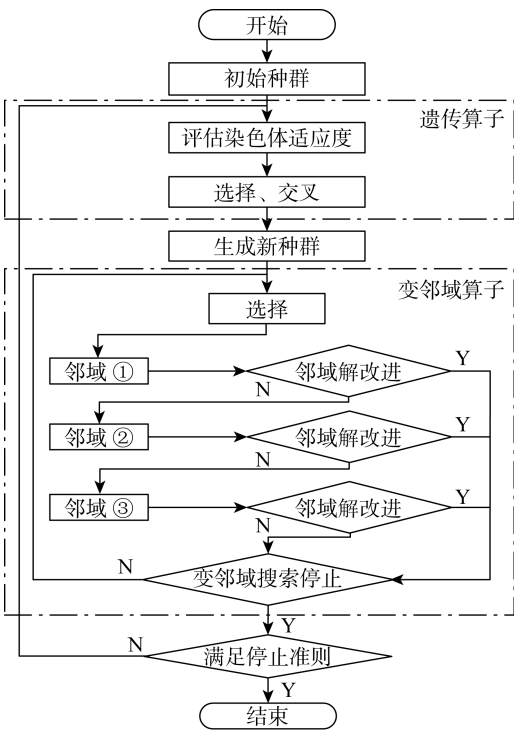 开始
初始种群
遗传算子
评估染色体适应度
选择、交叉
生成新种群
变邻域算子
选择
邻域① 邻域解改进 Y
N
邻域② 邻域解改进 Y
N
邻域③ 邻域解改进 Y
N
N 变邻域搜索停止
Y
N 满足停止准则
Y
结束